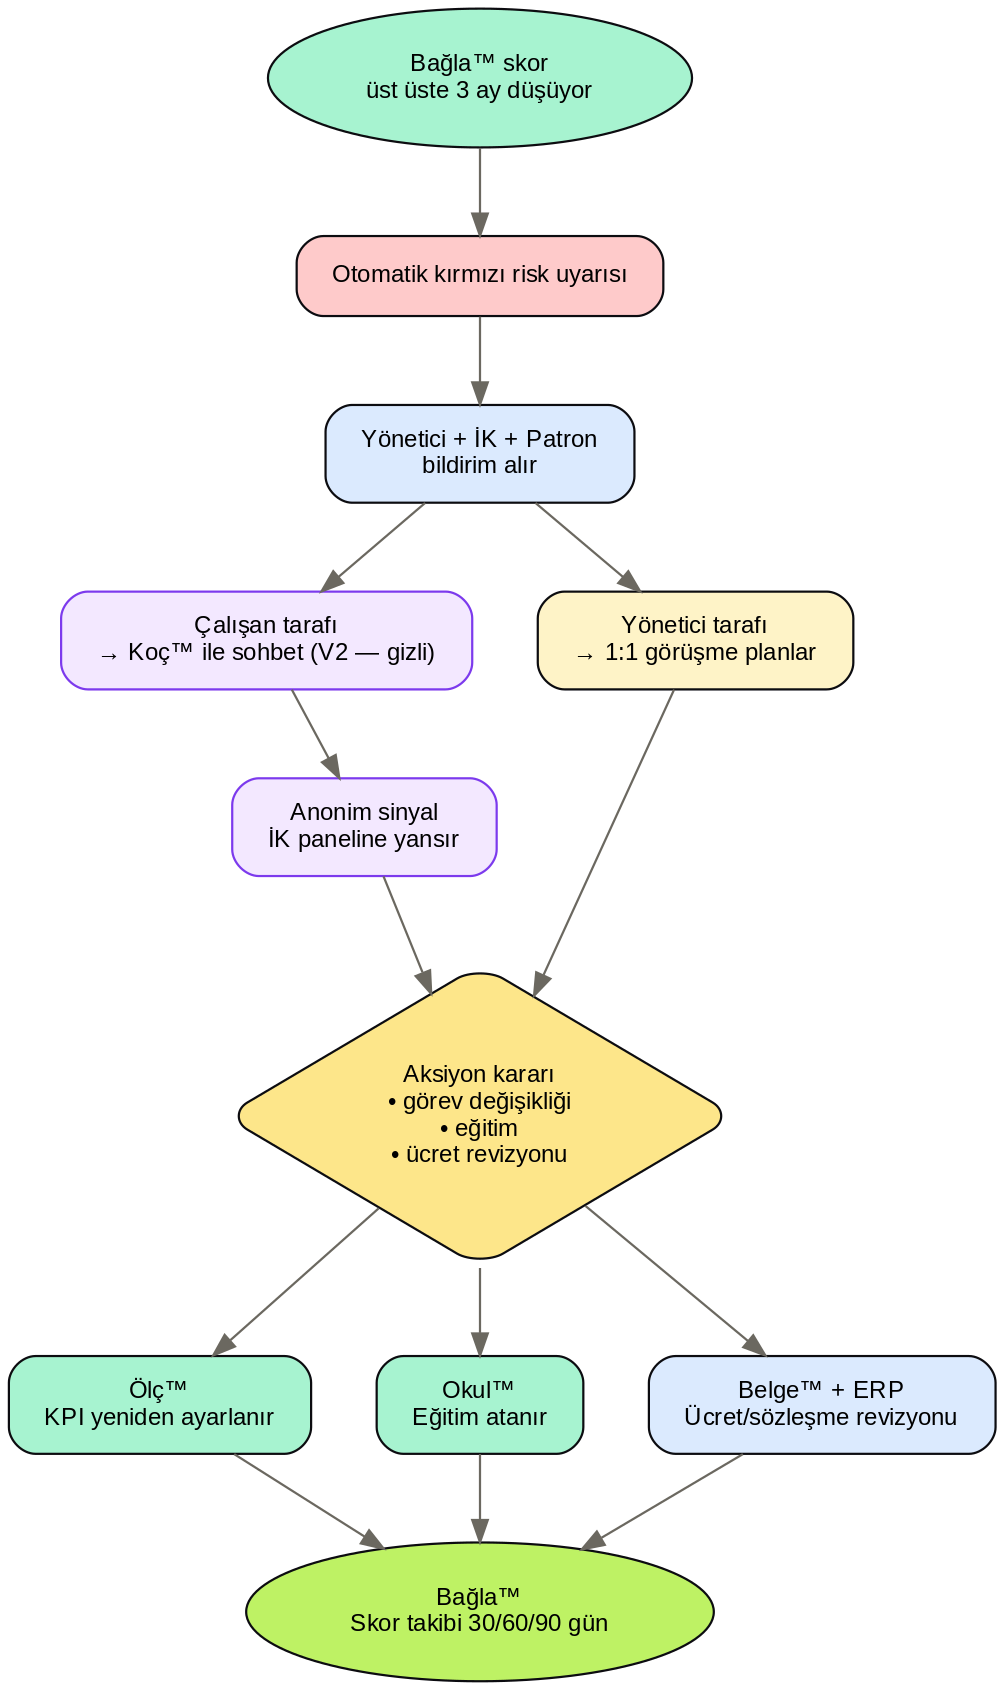 Bağla™ skor
üst üste 3 ay düşüyor
Otomatik kırmızı risk uyarısı
Yönetici + İK + Patron
bildirim alır
Çalışan tarafı
→ Koç™ ile sohbet (V2 — gizli)
Yönetici tarafı
→ 1:1 görüşme planlar
Anonim sinyal
İK paneline yansır
Aksiyon kararı
• görev değişikliği
• eğitim
• ücret revizyonu
Ölç™
KPI yeniden ayarlanır
Okul™
Eğitim atanır
Belge™ + ERP
Ücret/sözleşme revizyonu
Bağla™
Skor takibi 30/60/90 gün